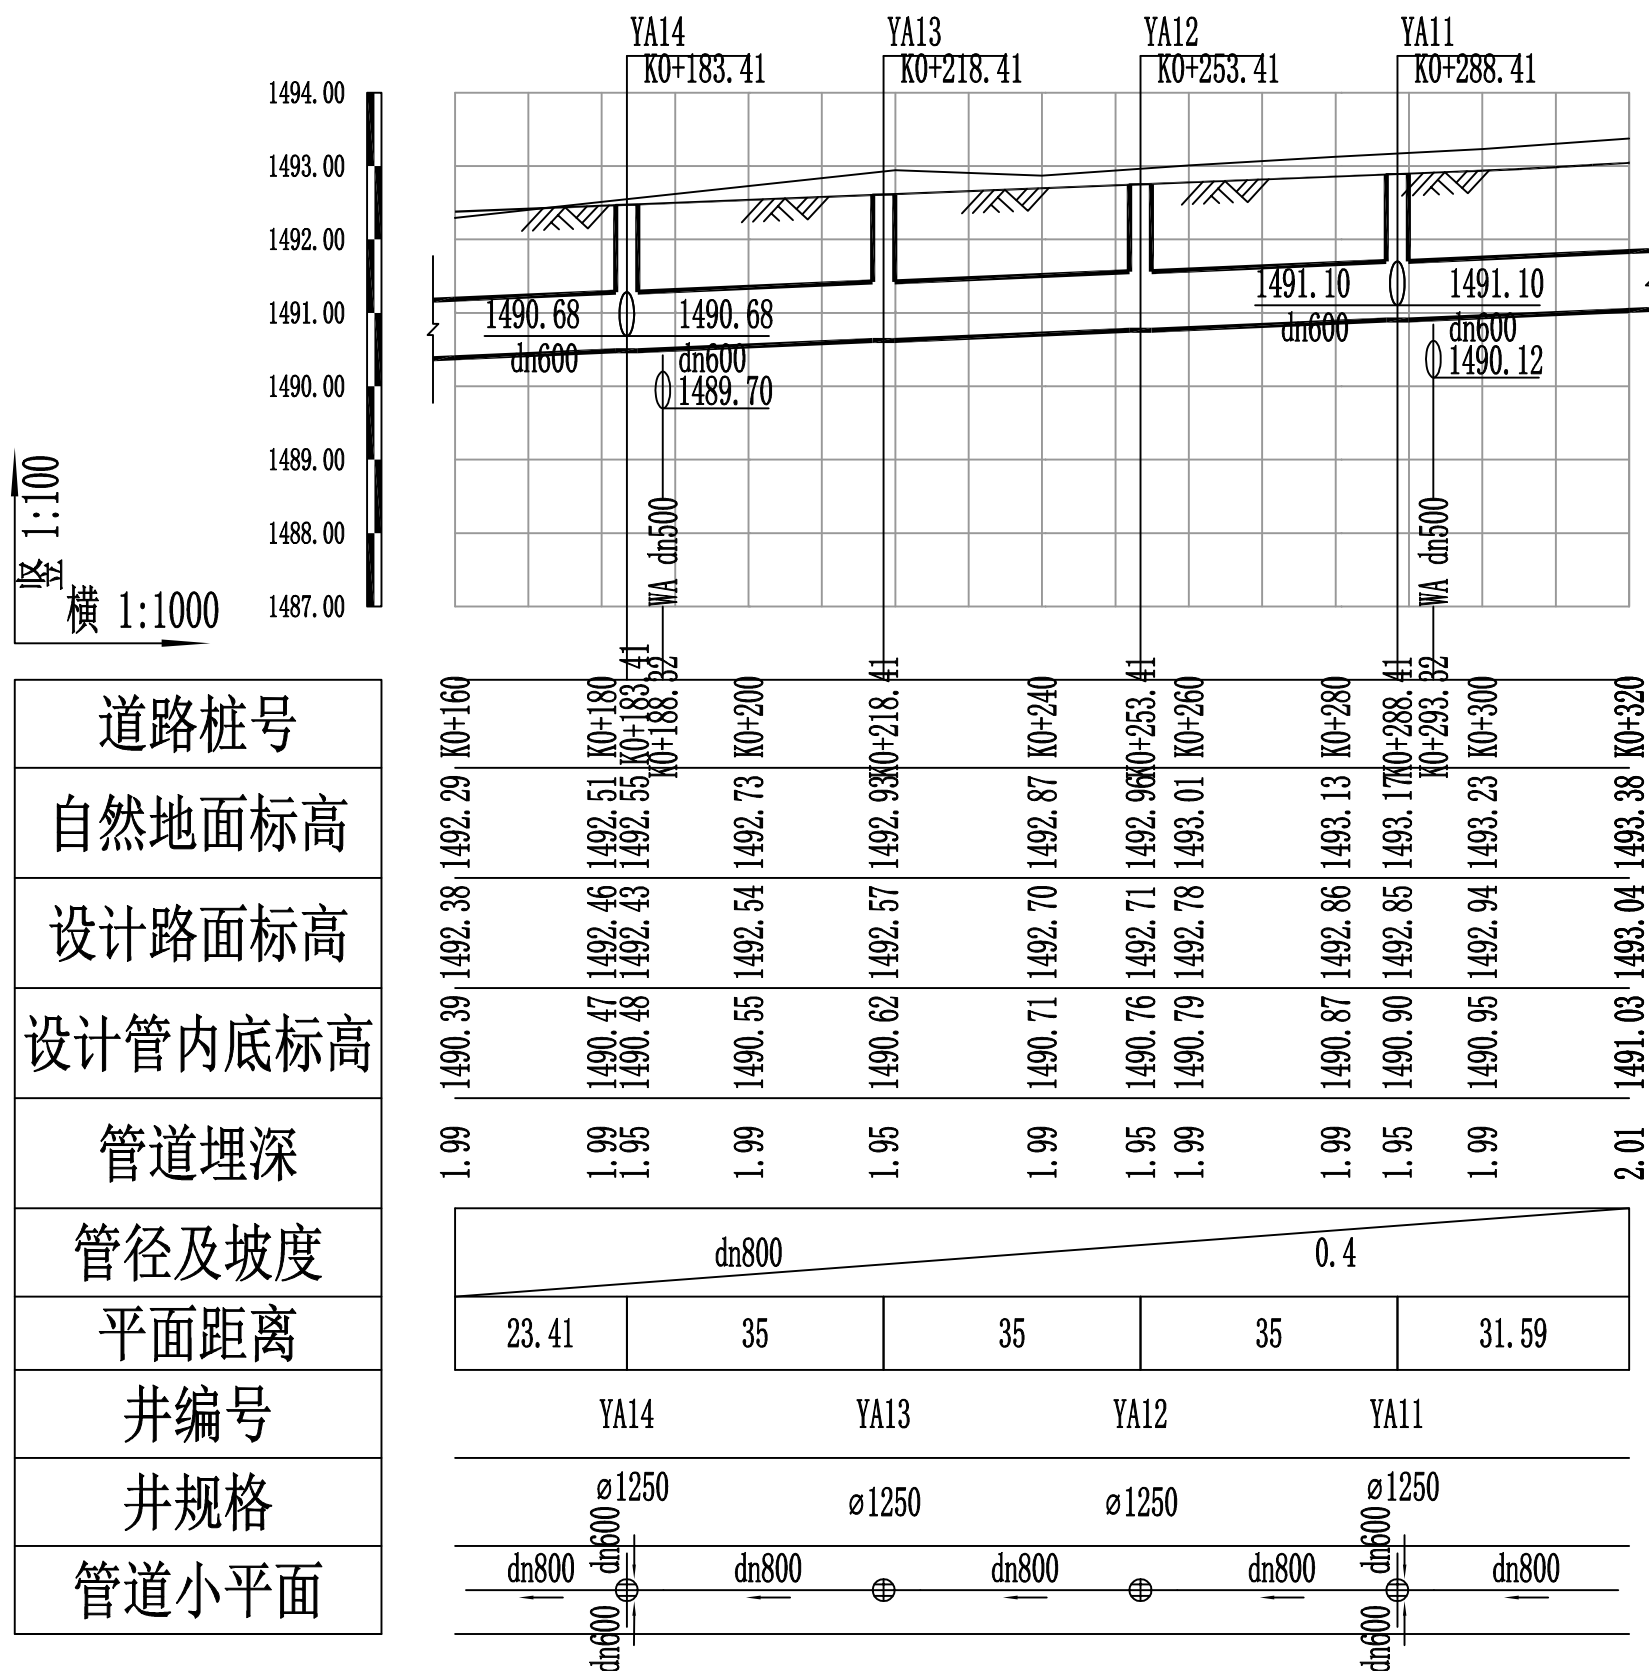 YA14
YA13
YA12
YA11
K0+183.41
K0+218.41
K0+253.41
K0+288.41
1494.00
1493.00
1492.00
1491.00
1490.00
1489.00
1488.00
1487.00
1490.68
1490.68
dn600
dn600
1489.70
1491.10
1491.10
dn600
dn600
1490.12
WA dn500
WA dn500
竖 1:100
横 1:1000
道路桩号
K0+160
K0+180
K0+183.41
K0+188.32
K0+200
K0+218.41
K0+240
K0+253.41
K0+260
K0+280
K0+288.41
K0+293.32
K0+300
K0+320
自然地面标高
1492.29
1492.51
1492.55
1492.73
1492.93
1492.87
1492.96
1493.01
1493.13
1493.17
1493.23
1493.38
设计路面标高
1492.38
1492.46
1492.43
1492.54
1492.57
1492.70
1492.71
1492.78
1492.86
1492.85
1492.94
1493.04
设计管内底标高
1490.39
1490.47
1490.48
1490.55
1490.62
1490.71
1490.76
1490.79
1490.87
1490.90
1490.95
1491.03
管道埋深
1.99
1.99
1.95
1.99
1.95
1.99
1.95
1.99
1.99
1.95
1.99
2.01
管径及坡度
dn800
0.4
平面距离
23.41
35
35
35
31.59
井编号
YA14
YA13
YA12
YA11
井规格
ø1250
ø1250
ø1250
ø1250
管道小平面
dn800
dn600
dn600
dn800
dn800
dn800
dn600
dn600
dn800